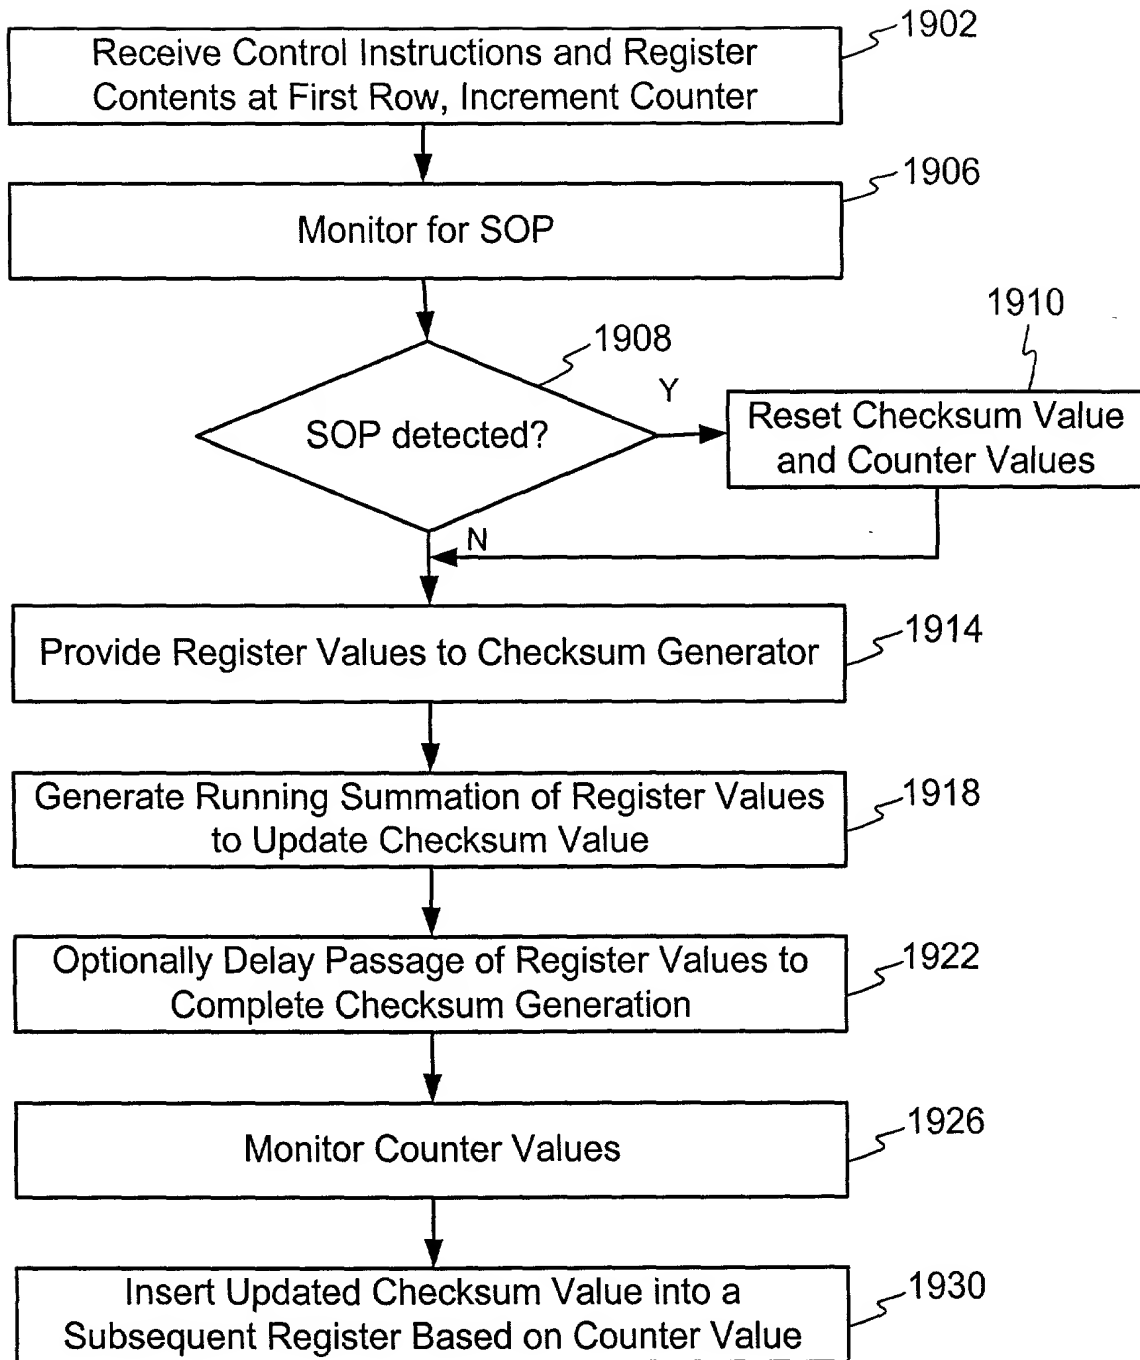 1902
Receive Control Instructions and Register
Contents at First Row, Increment Counter
1906
Monitor for SOP
1910
1908
Y
SOP detected?
Reset Checksum Value
and Counter Values
N
1914
Provide Register Values to Checksum Generator
1918
Generate Running Summation of Register Values
to Update Checksum Value
1922
Optionally Delay Passage of Register Values to
Complete Checksum Generation
1926
Monitor Counter Values
1930
Insert Updated Checksum Value into a
Subsequent Register Based on Counter Value